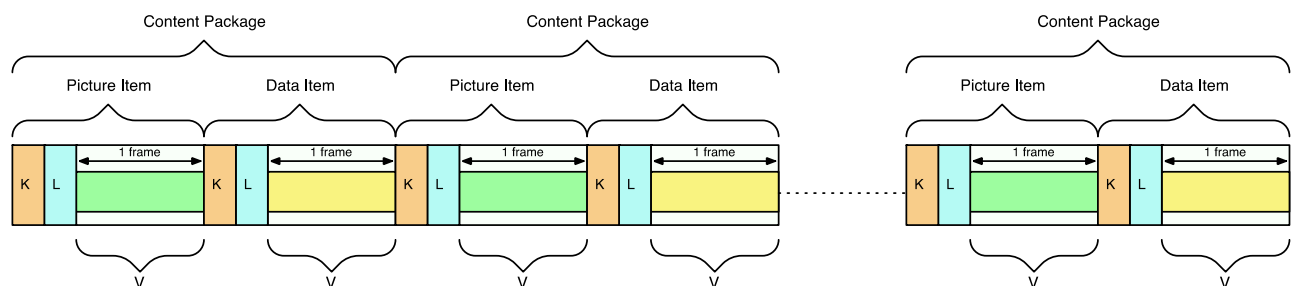 Content Package Content Package Content Package
Picture Item Data Item Picture Item Data Item Picture Item Data Item
1 frame 1 frame 1 frame 1 frame 1 frame 1 frame
K L K L K L K L K L K L
V V V V V V